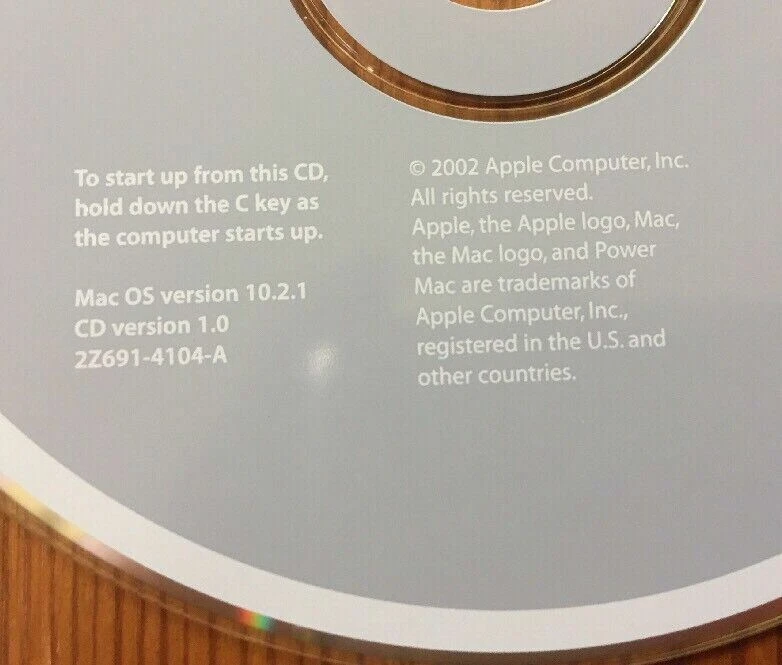 To start up from this CD,
hold down the C key as
the computer starts up.
Mac OS version 10.2.1
CD version 1.0
2Z691-4104-A
© 2002 Apple Computer, Inc.
All rights reserved.
Apple, the Apple logo, Mac,
the Mac logo, and Power
Mac are trademarks of
Apple Computer, Inc.,
registered in the U.S. and
other countries.